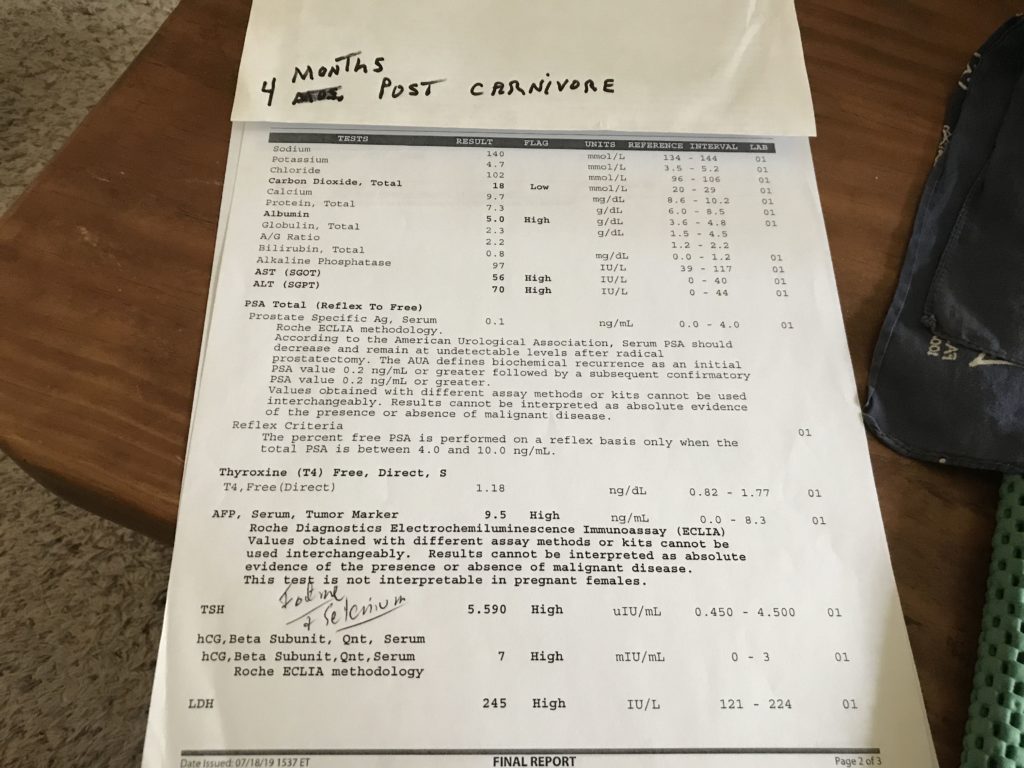 4 MONTHS
POST CARNIVORE
TESTS RESULT FLAG UNITS REFERENCE INTERVAL LAB
Sodium 140 mmol/L 134 - 144 01
Potassium 4.7 mmol/L 3.5 - 5.2 01
Chloride 102 mmol/L 96 - 106 01
Carbon Dioxide, Total 18 Low mmol/L 20 - 29 01
Calcium 9.7 mg/dL 8.6 - 10.2 01
Protein, Total 7.3 g/dL 6.0 - 8.5 01
Albumin 5.0 High g/dL 3.6 - 4.8 01
Globulin, Total 2.3 g/dL 1.5 - 4.5
A/G Ratio 2.2 1.2 - 2.2
Bilirubin, Total 0.8 mg/dL 0.0 - 1.2 01
Alkaline Phosphatase 97 IU/L 39 - 117 01
AST (SGOT) 56 High IU/L 0 - 40 01
ALT (SGPT) 70 High IU/L 0 - 44 01
PSA Total (Reflex To Free)
Prostate Specific Ag, Serum 0.1 ng/mL 0.0 - 4.0 01
Roche ECLIA methodology.
According to the American Urological Association, Serum PSA should
decrease and remain at undetectable levels after radical
prostatectomy. The AUA defines biochemical recurrence as an initial
PSA value 0.2 ng/mL or greater followed by a subsequent confirmatory
PSA value 0.2 ng/mL or greater.
Values obtained with different assay methods or kits cannot be used
interchangeably. Results cannot be interpreted as absolute evidence
of the presence or absence of malignant disease.
Reflex Criteria 01
The percent free PSA is performed on a reflex basis only when the
total PSA is between 4.0 and 10.0 ng/mL.
Thyroxine (T4) Free, Direct, S
T4,Free(Direct) 1.18 ng/dL 0.82 - 1.77 01
AFP, Serum, Tumor Marker 9.5 High ng/mL 0.0 - 8.3 01
Roche Diagnostics Electrochemiluminescence Immunoassay (ECLIA)
Values obtained with different assay methods or kits cannot be
used interchangeably. Results cannot be interpreted as absolute
evidence of the presence or absence of malignant disease.
This test is not interpretable in pregnant females.
Iodine
+ Selenium
TSH 5.590 High uIU/mL 0.450 - 4.500 01
hCG,Beta Subunit, Qnt, Serum
hCG,Beta Subunit,Qnt,Serum 7 High mIU/mL 0 - 3 01
Roche ECLIA methodology
LDH 245 High IU/L 121 - 224 01
Date Issued: 07/18/19 1537 ET FINAL REPORT Page 2 of 3